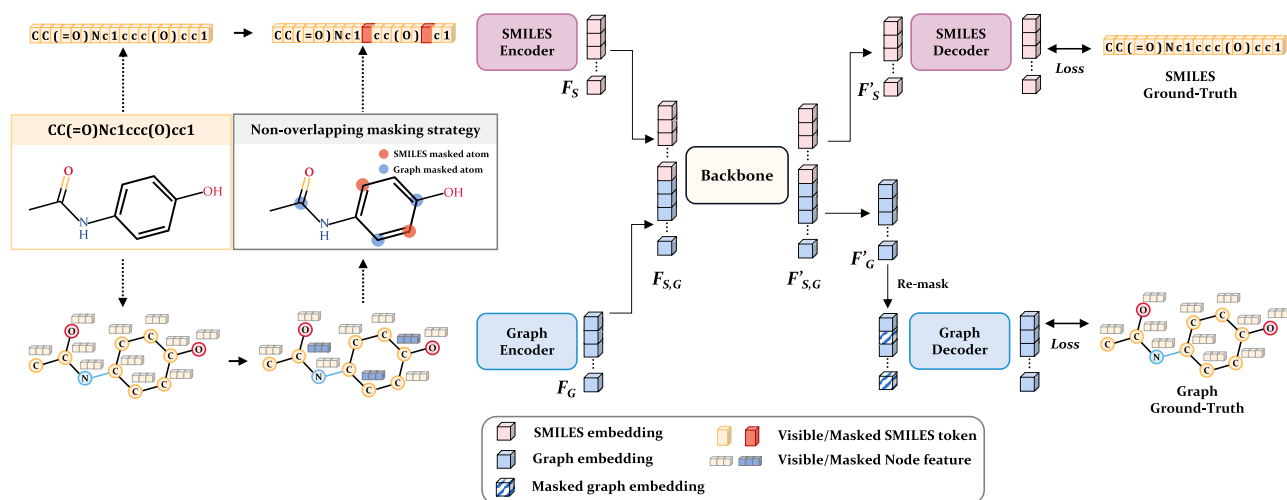 CC(=O)Nc1ccc(O)cc1
CC(=O)Nc1 cc(O) c1
SMILES
Encoder
F_S
F'_S
SMILES
Decoder
Loss
CC(=O)Nc1ccc(O)cc1
SMILES
Ground-Truth
CC(=O)Nc1ccc(O)cc1
O
OH
N
H
Non-overlapping masking strategy
SMILES masked atom
Graph masked atom
O
OH
N
H
Backbone
F_{S,G}
F'_{S,G}
F'_G
Re-mask
O
C
C
C
N
C
C
C
C
C
C
O
O
C
C
C
N
C
C
C
C
C
C
O
Graph
Encoder
F_G
Graph
Decoder
Loss
O
C
C
C
N
C
C
C
C
C
C
O
Graph
Ground-Truth
SMILES embedding
Graph embedding
Masked graph embedding
Visible/Masked SMILES token
Visible/Masked Node feature